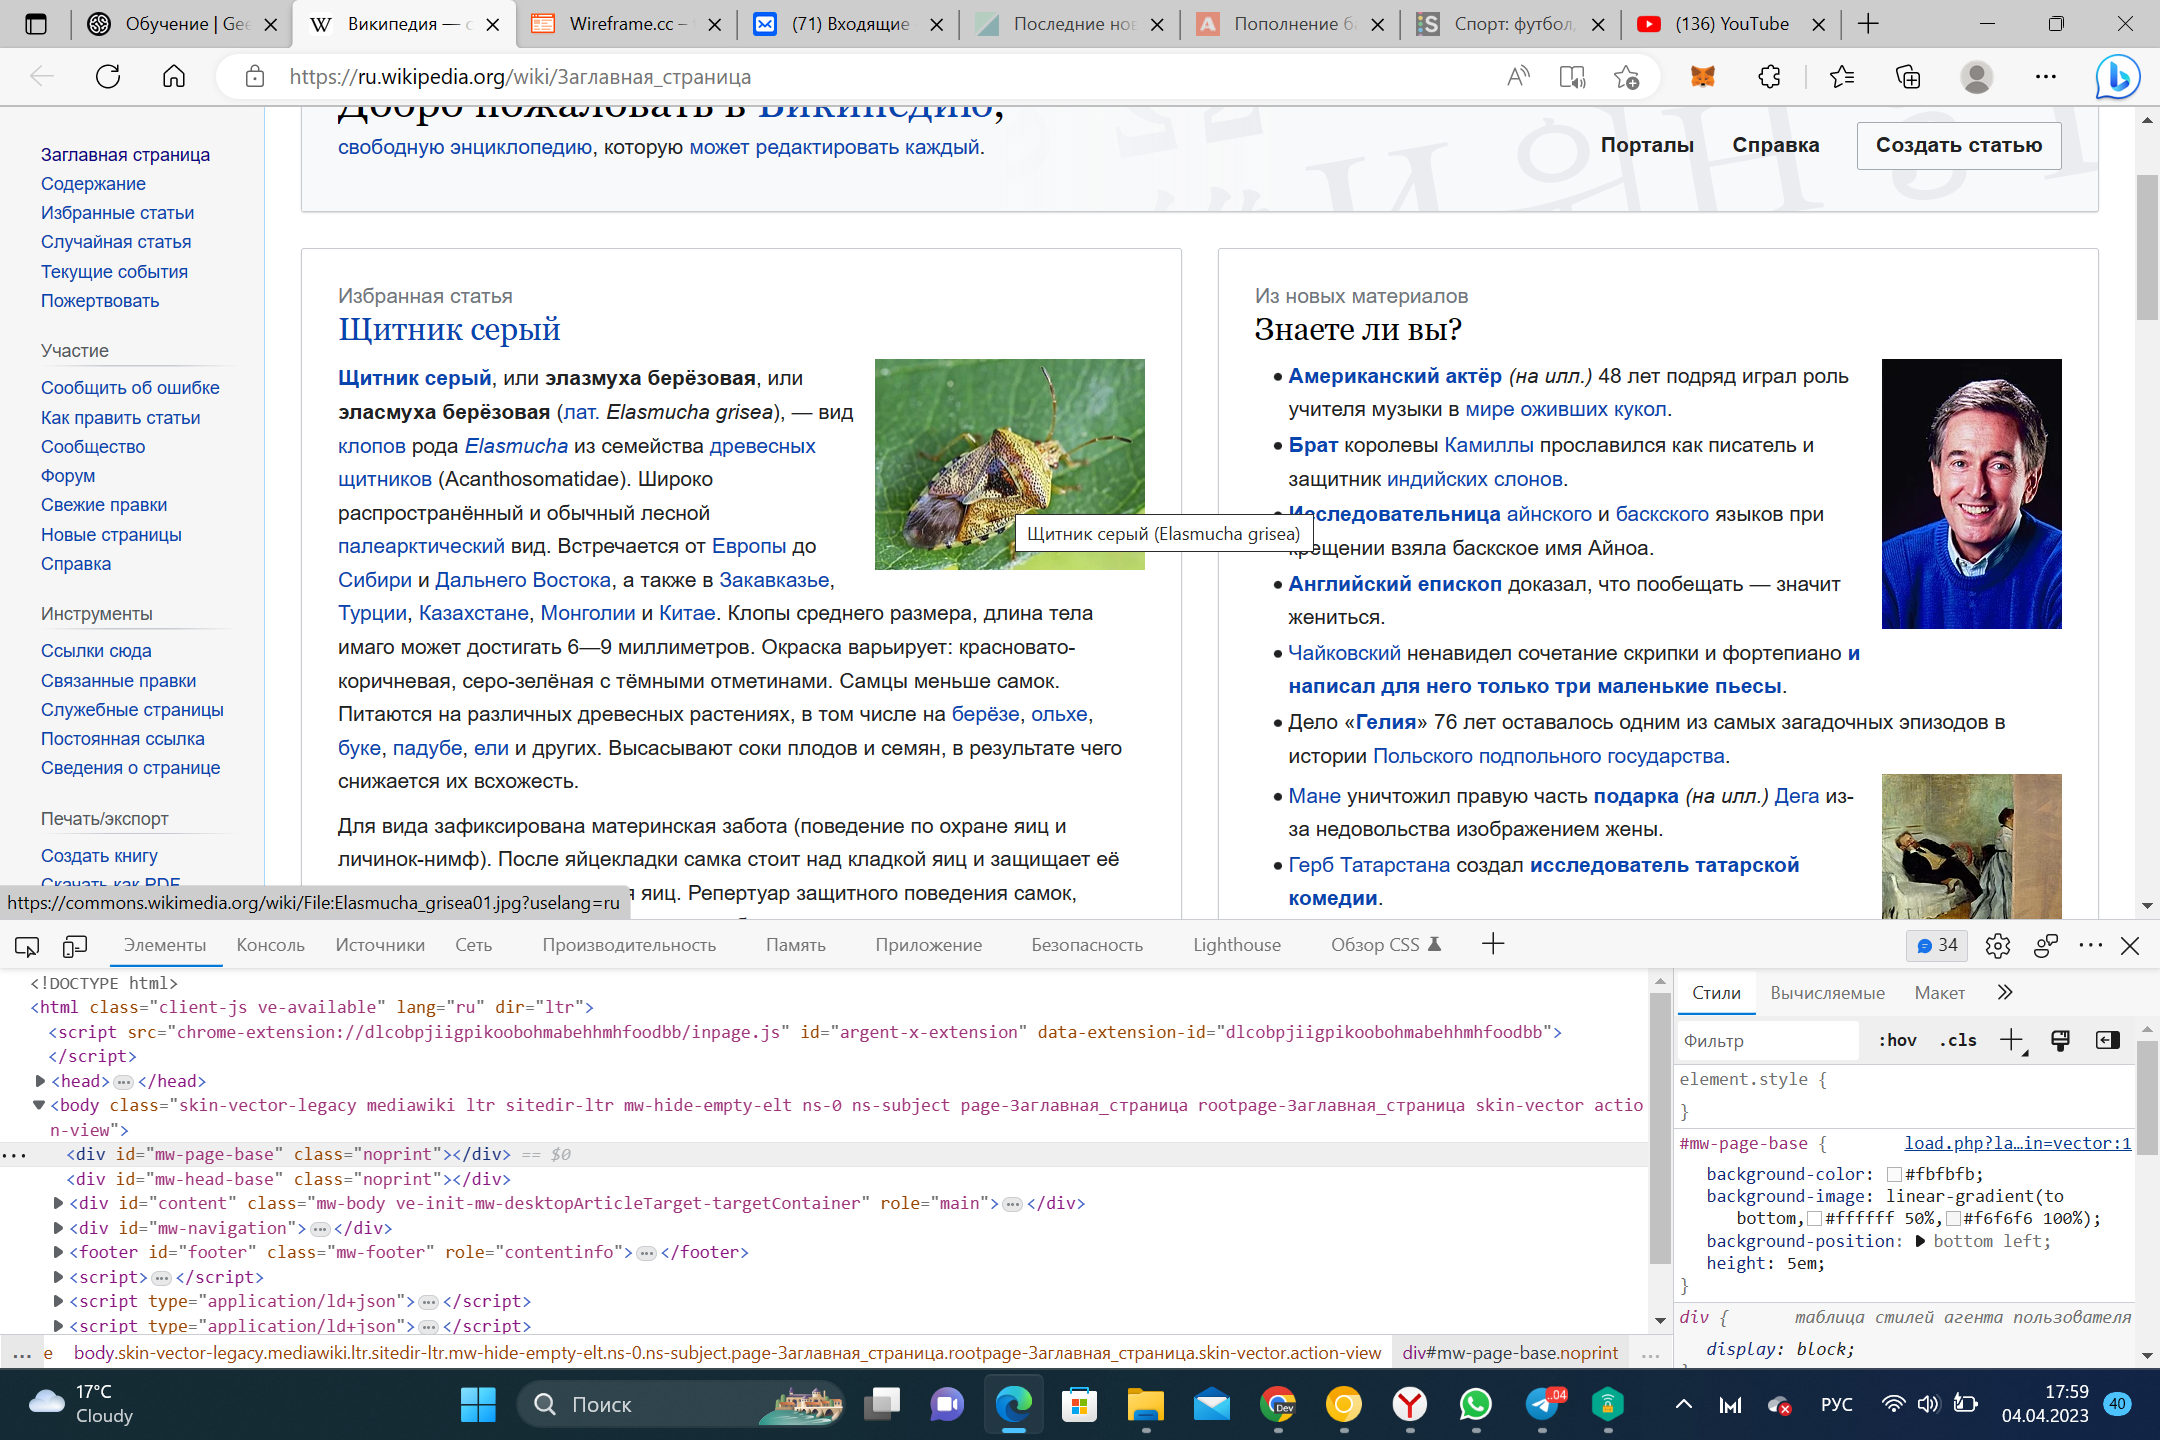 Обучение | Gee
Википедия — с
Wireframe.cc –
(71) Входящие
Последние нов
Пополнение ба
Спорт: футбол,
(136) YouTube
https://ru.wikipedia.org/wiki/Заглавная_страница
Добро пожаловать в Википедию,
свободную энциклопедию, которую может редактировать каждый.
Порталы
Справка
Создать статью
Заглавная страница
Содержание
Избранные статьи
Случайная статья
Текущие события
Пожертвовать
Участие
Сообщить об ошибке
Как править статьи
Сообщество
Форум
Свежие правки
Новые страницы
Справка
Инструменты
Ссылки сюда
Связанные правки
Служебные страницы
Постоянная ссылка
Сведения о странице
Печать/экспорт
Создать книгу
Скачать как PDF
Избранная статья
Щитник серый
Щитник серый, или элазмуха берёзовая, или
эласмуха берёзовая (лат. Elasmucha grisea), — вид
клопов рода Elasmucha из семейства древесных
щитников (Acanthosomatidae). Широко
распространённый и обычный лесной
палеарктический вид. Встречается от Европы до
Сибири и Дальнего Востока, а также в Закавказье,
Турции, Казахстане, Монголии и Китае. Клопы среднего размера, длина тела
имаго может достигать 6—9 миллиметров. Окраска варьирует: красновато-
коричневая, серо-зелёная с тёмными отметинами. Самцы меньше самок.
Питаются на различных древесных растениях, в том числе на берёзе, ольхе,
буке, падубе, ели и других. Высасывают соки плодов и семян, в результате чего
снижается их всхожесть.
Для вида зафиксирована материнская забота (поведение по охране яиц и
личинок-нимф). После яйцекладки самка стоит над кладкой яиц и защищает её
я яиц. Репертуар защитного поведения самок,
Щитник серый (Elasmucha grisea)
Из новых материалов
Знаете ли вы?
• Американский актёр (на илл.) 48 лет подряд играл роль
учителя музыки в мире оживших кукол.
• Брат королевы Камиллы прославился как писатель и
защитник индийских слонов.
Исследовательница айнского и баскского языков при
крещении взяла баскское имя Айноа.
• Английский епископ доказал, что пообещать — значит
жениться.
• Чайковский ненавидел сочетание скрипки и фортепиано и
написал для него только три маленькие пьесы.
• Дело «Гелия» 76 лет оставалось одним из самых загадочных эпизодов в
истории Польского подпольного государства.
• Мане уничтожил правую часть подарка (на илл.) Дега из-
за недовольства изображением жены.
• Герб Татарстана создал исследователь татарской
комедии.
https://commons.wikimedia.org/wiki/File:Elasmucha_grisea01.jpg?uselang=ru
Элементы Консоль Источники Сеть Производительность Память Приложение Безопасность Lighthouse Обзор CSS
34
<!DOCTYPE html>
<html class="client-js ve-available" lang="ru" dir="ltr">
<script src="chrome-extension://dlcobpjiigpikoobohmabehhmhfoodbb/inpage.js" id="argent-x-extension" data-extension-id="dlcobpjiigpikoobohmabehhmhfoodbb">
</script>
<head>…</head>
<body class="skin-vector-legacy mediawiki ltr sitedir-ltr mw-hide-empty-elt ns-0 ns-subject page-Заглавная_страница rootpage-Заглавная_страница skin-vector actio
n-view">
<div id="mw-page-base" class="noprint"></div> == $0
<div id="mw-head-base" class="noprint"></div>
<div id="content" class="mw-body ve-init-mw-desktopArticleTarget-targetContainer" role="main">…</div>
<div id="mw-navigation">…</div>
<footer id="footer" class="mw-footer" role="contentinfo">…</footer>
<script>…</script>
<script type="application/ld+json">…</script>
<script type="application/ld+json">…</script>
... e body.skin-vector-legacy.mediawiki.ltr.sitedir-ltr.mw-hide-empty-elt.ns-0.ns-subject.page-Заглавная_страница.rootpage-Заглавная_страница.skin-vector.action-view div#mw-page-base.noprint ...
Стили Вычисляемые Макет
Фильтр
:hov .cls
element.style {
}
#mw-page-base { load.php?la…in=vector:1
background-color: #fbfbfb;
background-image: linear-gradient(to
bottom, #ffffff 50%, #f6f6f6 100%);
background-position: bottom left;
height: 5em;
}
div { таблица стилей агента пользователя
display: block;
17°C
Cloudy
Поиск
Dev
..04
РУС
17:59
04.04.2023
40